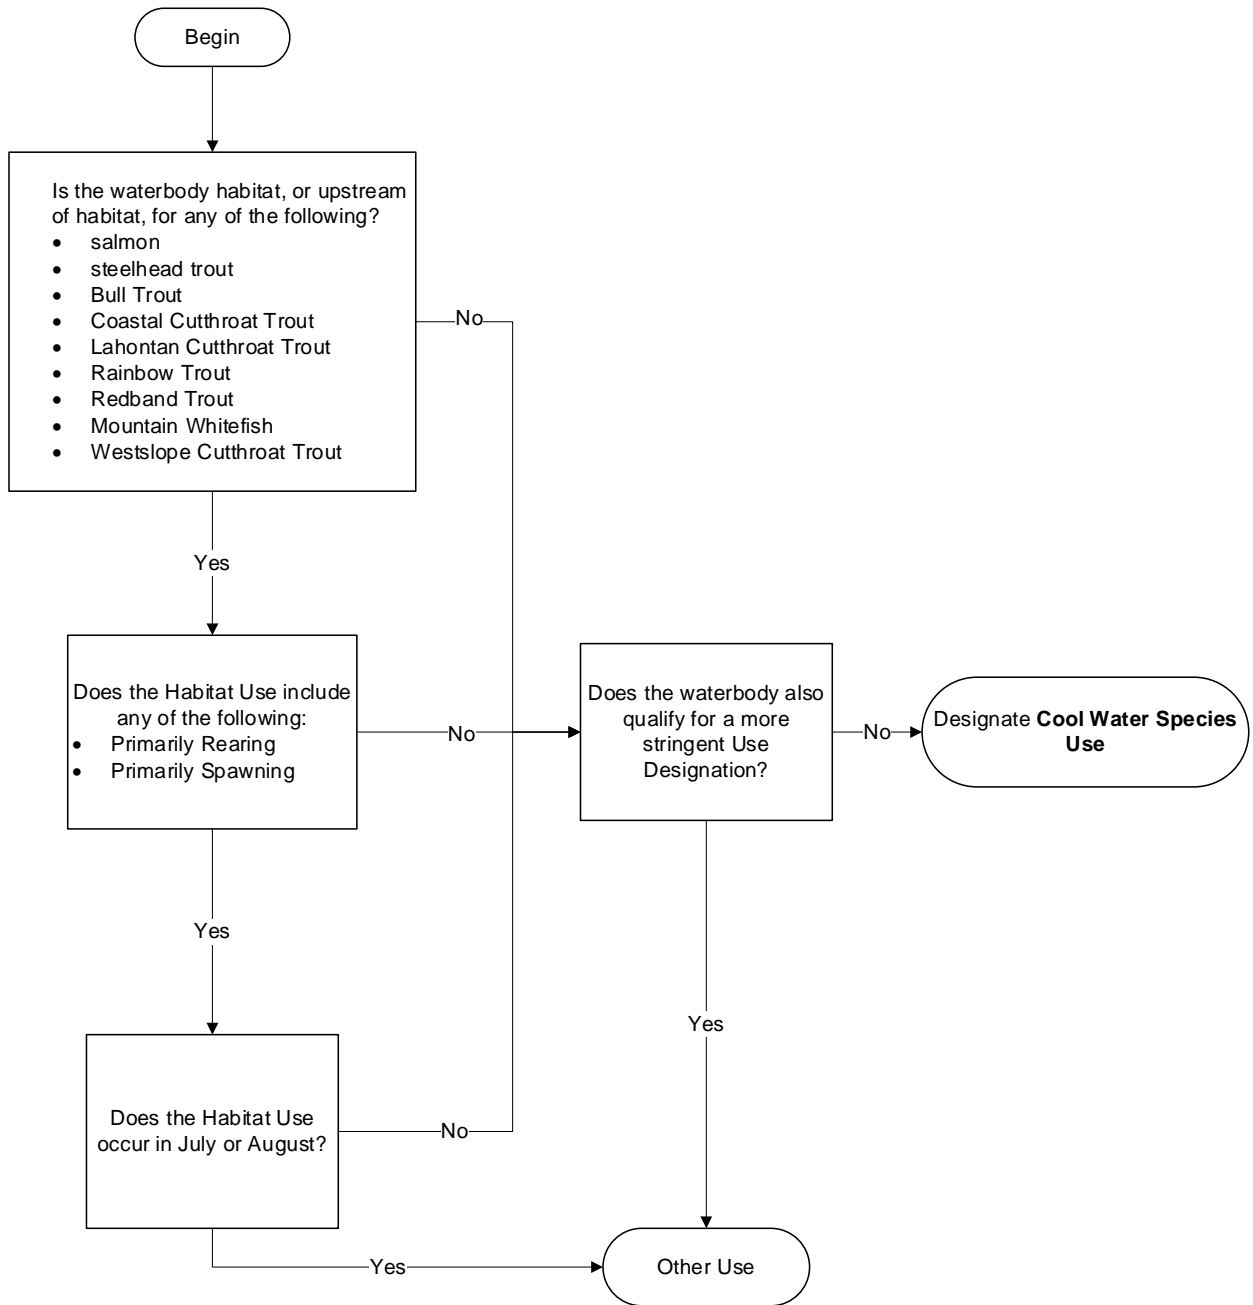 Begin
Is the waterbody habitat, or upstream
of habitat, for any of the following?
• salmon
• steelhead trout
• Bull Trout
• Coastal Cutthroat Trout
• Lahontan Cutthroat Trout
• Rainbow Trout
• Redband Trout
• Mountain Whitefish
• Westslope Cutthroat Trout
No
Yes
Does the Habitat Use include
any of the following:
• Primarily Rearing
• Primarily Spawning
No
Does the waterbody also
qualify for a more
stringent Use
Designation?
No
Designate Cool Water Species
Use
Yes
Yes
Does the Habitat Use
occur in July or August?
No
Yes
Other Use